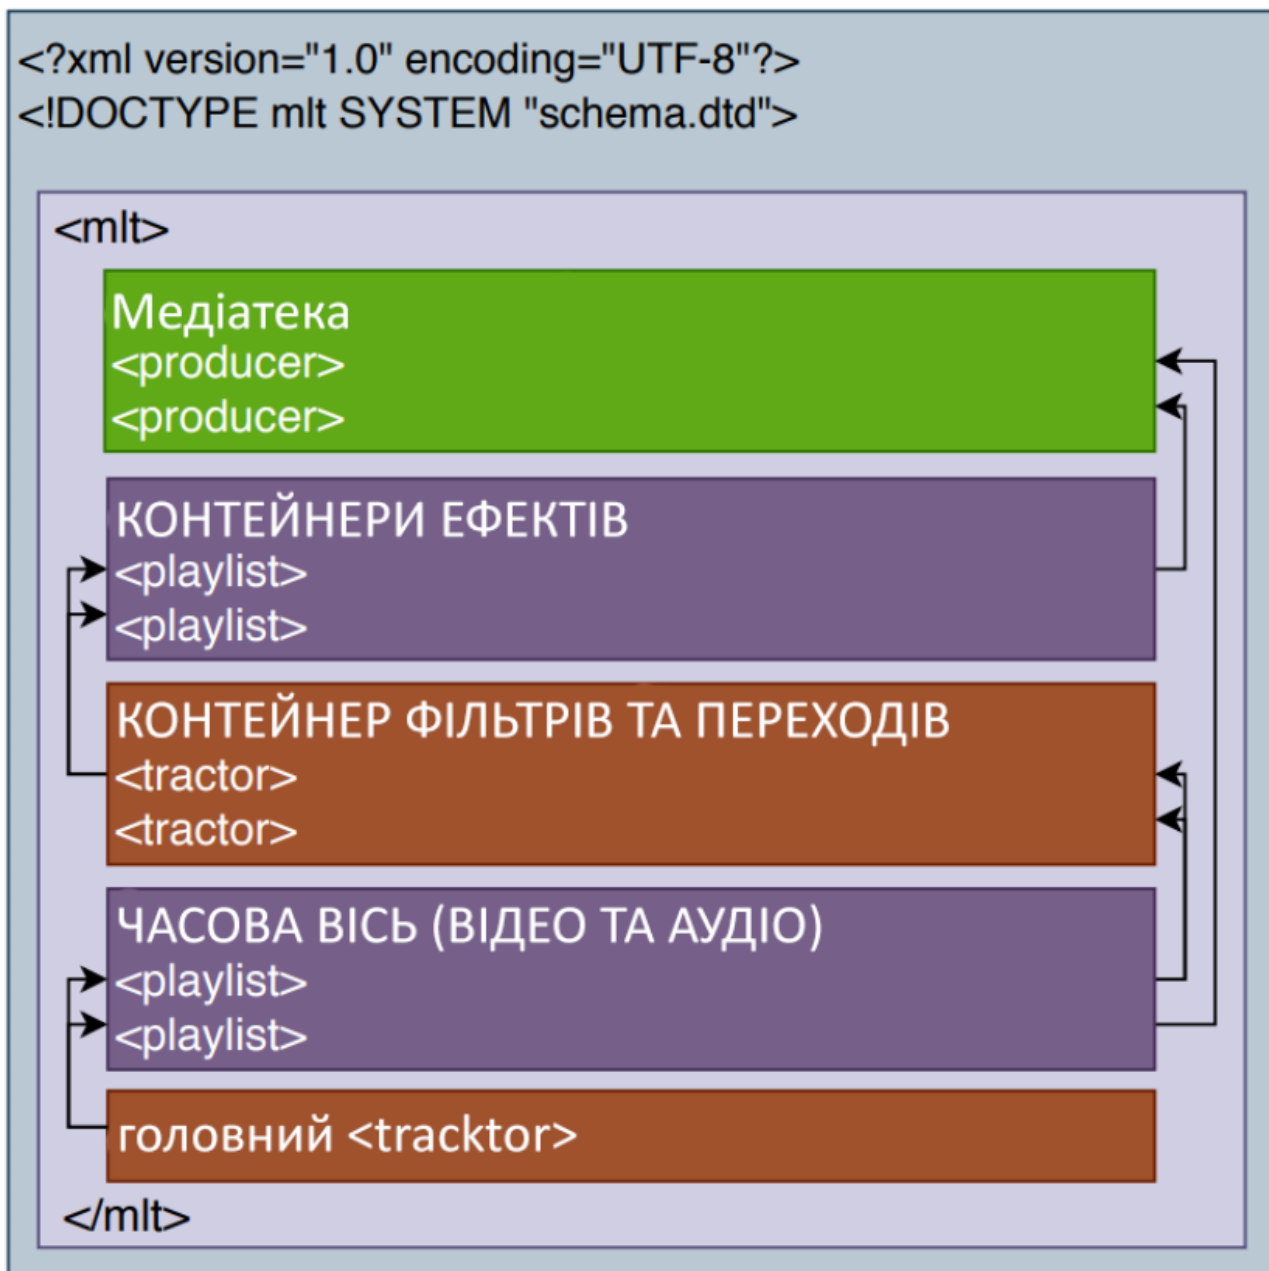 <?xml version="1.0" encoding="UTF-8"?>
<!DOCTYPE mlt SYSTEM "schema.dtd">
<mlt>
Медіатека
<producer>
<producer>
КОНТЕЙНЕРИ ЕФЕКТІВ
<playlist>
<playlist>
КОНТЕЙНЕР ФІЛЬТРІВ ТА ПЕРЕХОДІВ
<tractor>
<tractor>
ЧАСОВА ВІСЬ (ВІДЕО ТА АУДІО)
<playlist>
<playlist>
головний <tracktor>
</mlt>